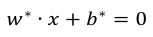 w* · x + b* = 0